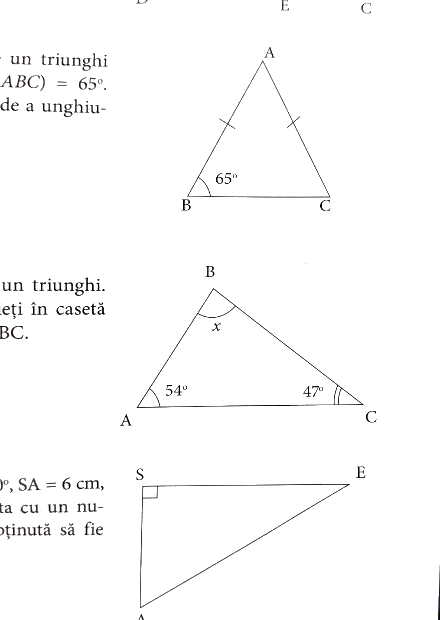 E C
un triunghi
ABC) = 65°.
de a unghiu-
A
65°
B C
un triunghi.
eți în casetă
BC.
B
x
54° 47°
A C
0°, SA = 6 cm,
ta cu un nu-
bținută să fie
S E